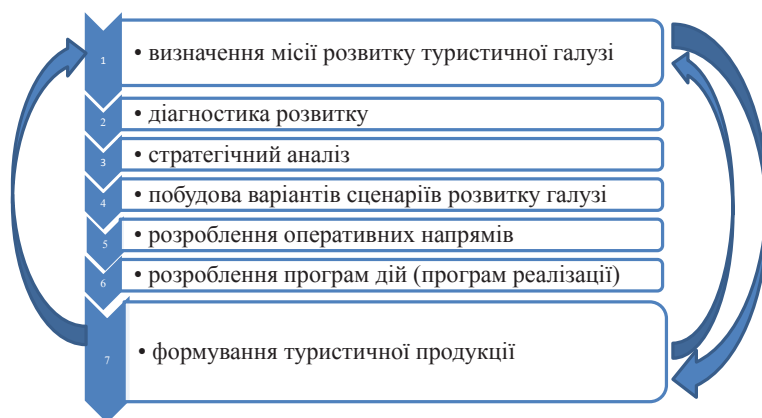 1 • визначення місії розвитку туристичної галузі
2 • діагностика розвитку
3 • стратегічний аналіз
4 • побудова варіантів сценаріїв розвитку галузі
5 • розроблення оперативних напрямів
6 • розроблення програм дій (програм реалізації)
7 • формування туристичної продукції